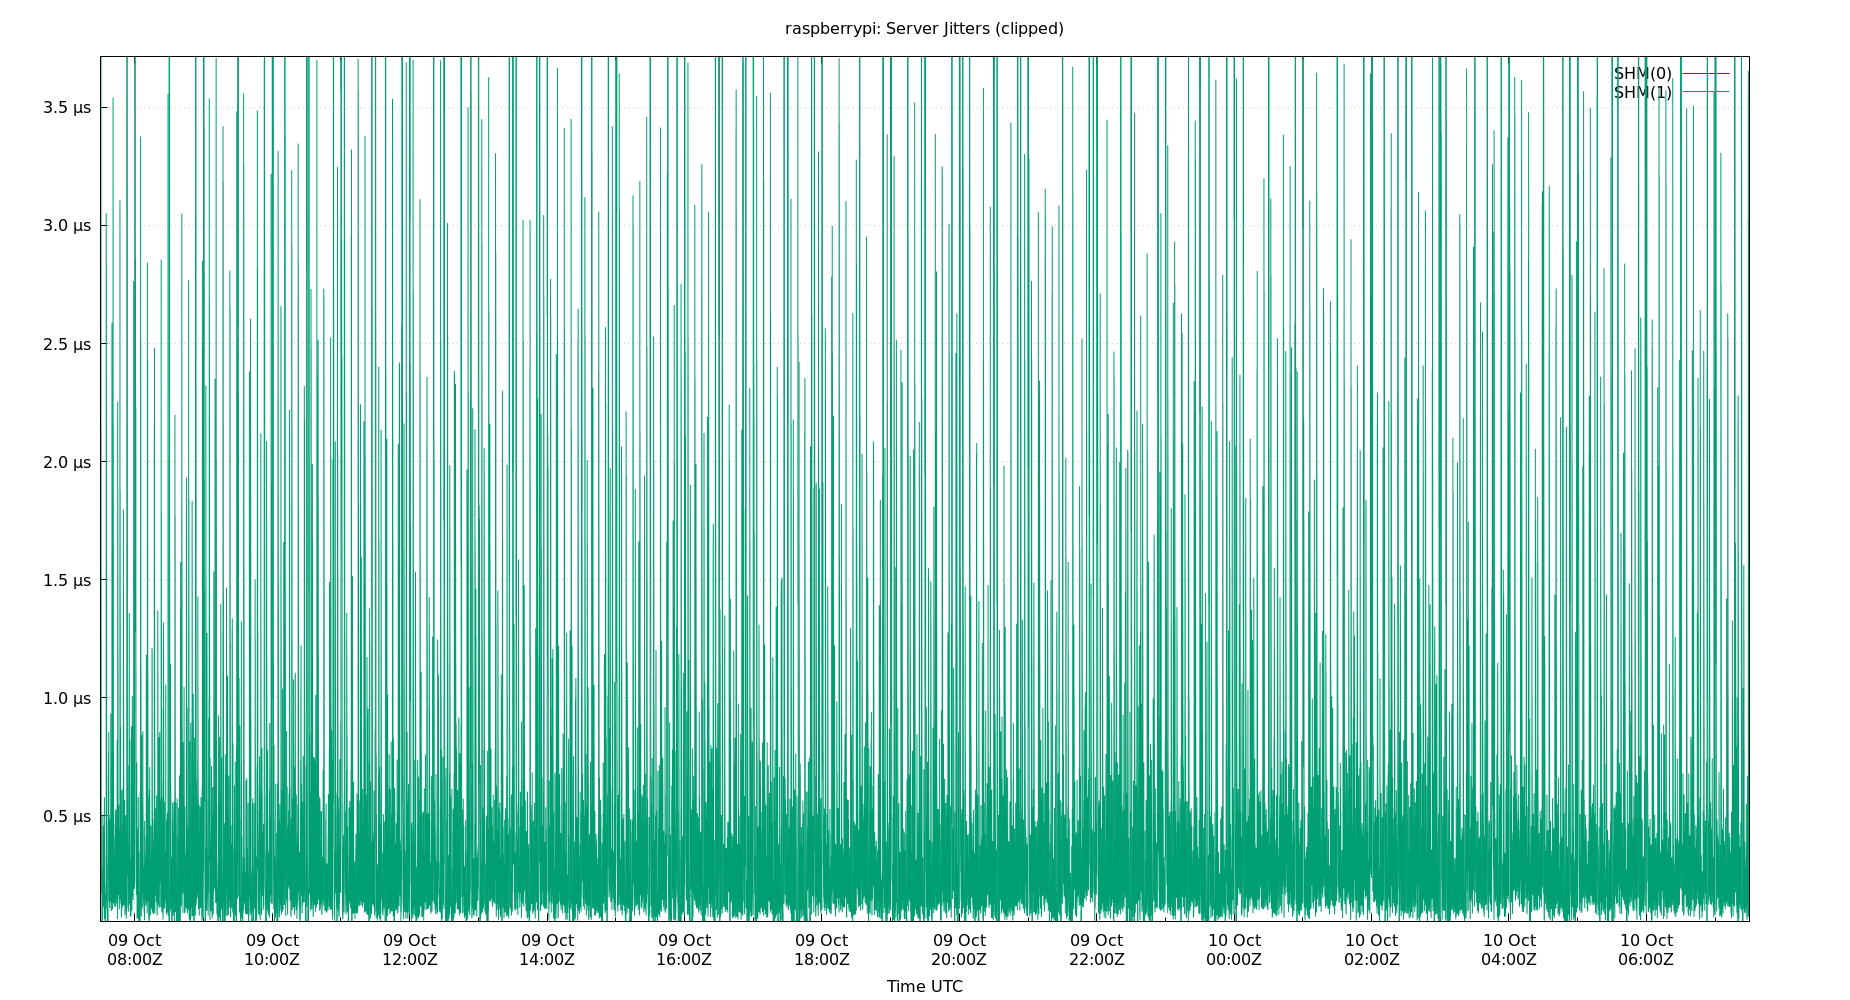 raspberrypi: Server Jitters (clipped)
SHM(0)
SHM(1)
3.5 μs
3.0 μs
2.5 μs
2.0 μs
1.5 μs
1.0 μs
0.5 μs
09 Oct 09 Oct 09 Oct 09 Oct 09 Oct 09 Oct 09 Oct 09 Oct 10 Oct 10 Oct 10 Oct 10 Oct
08:00Z 10:00Z 12:00Z 14:00Z 16:00Z 18:00Z 20:00Z 22:00Z 00:00Z 02:00Z 04:00Z 06:00Z
Time UTC